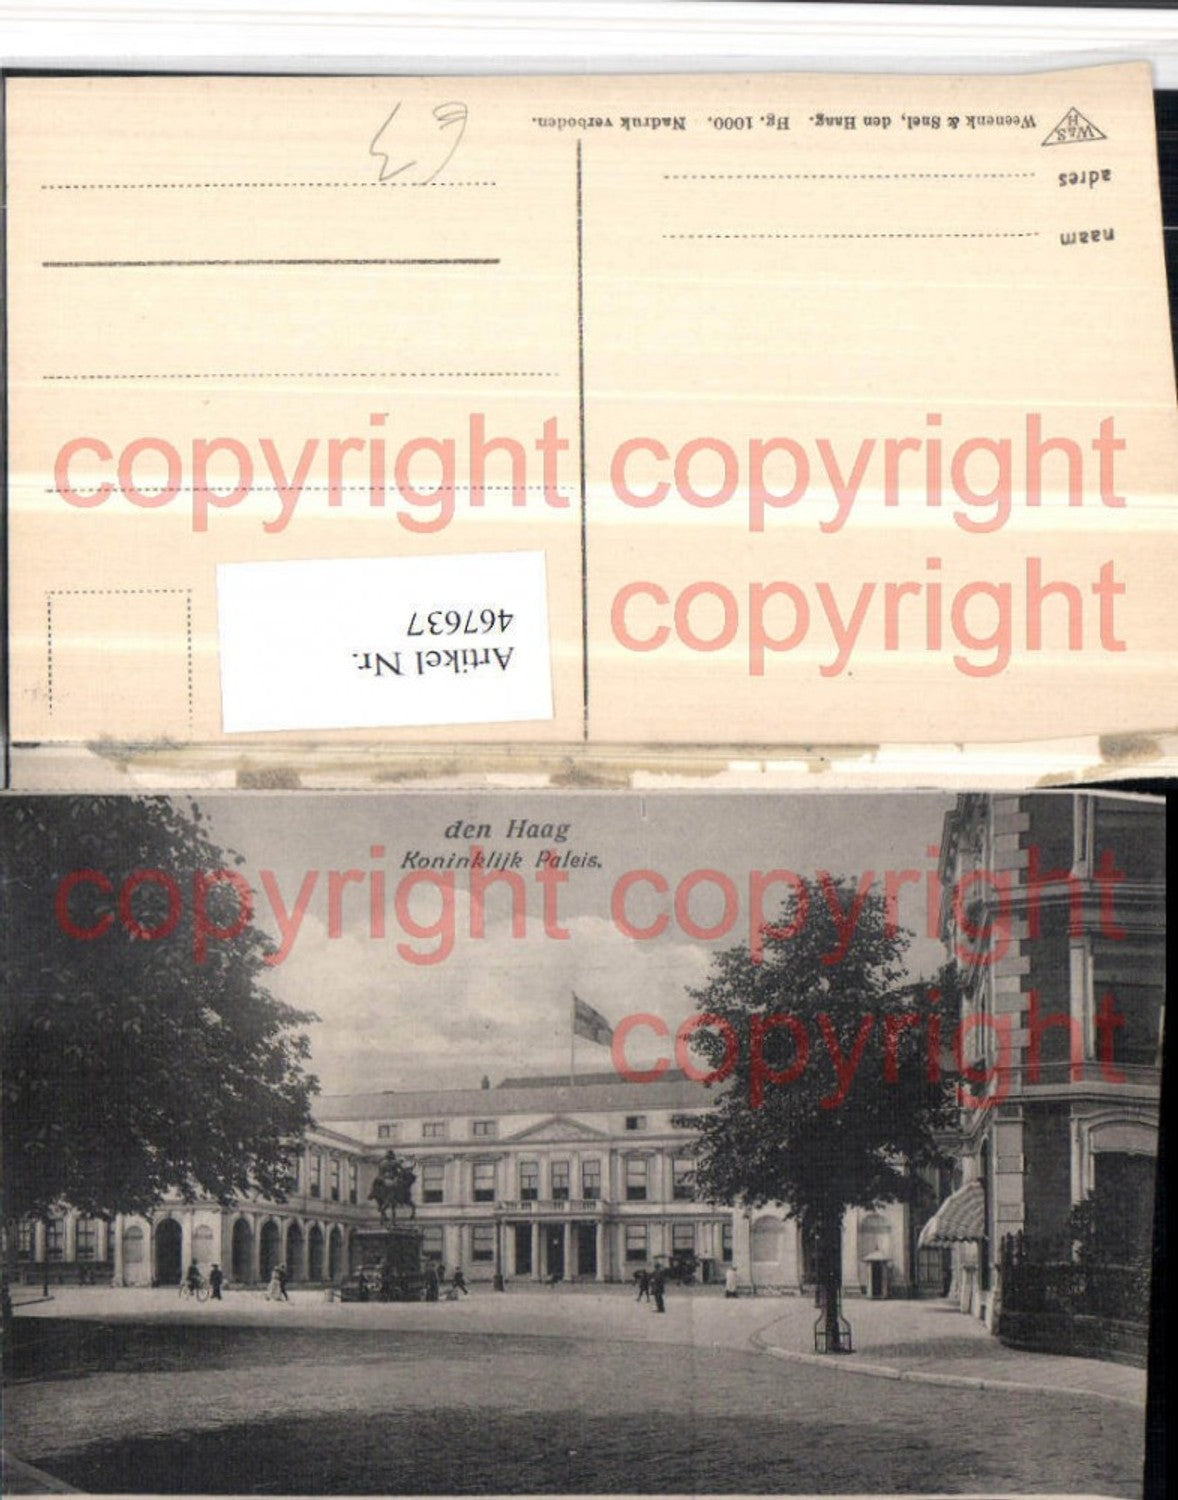 W&S
H
Weenenk & Snel, den Haag. Hg. 1000. Nadruk verboden.
adres
naam
copyright copyright
copyright
Artikel Nr.
467637
den Haag
Koninklijk Paleis.
copyright copyright
copyright